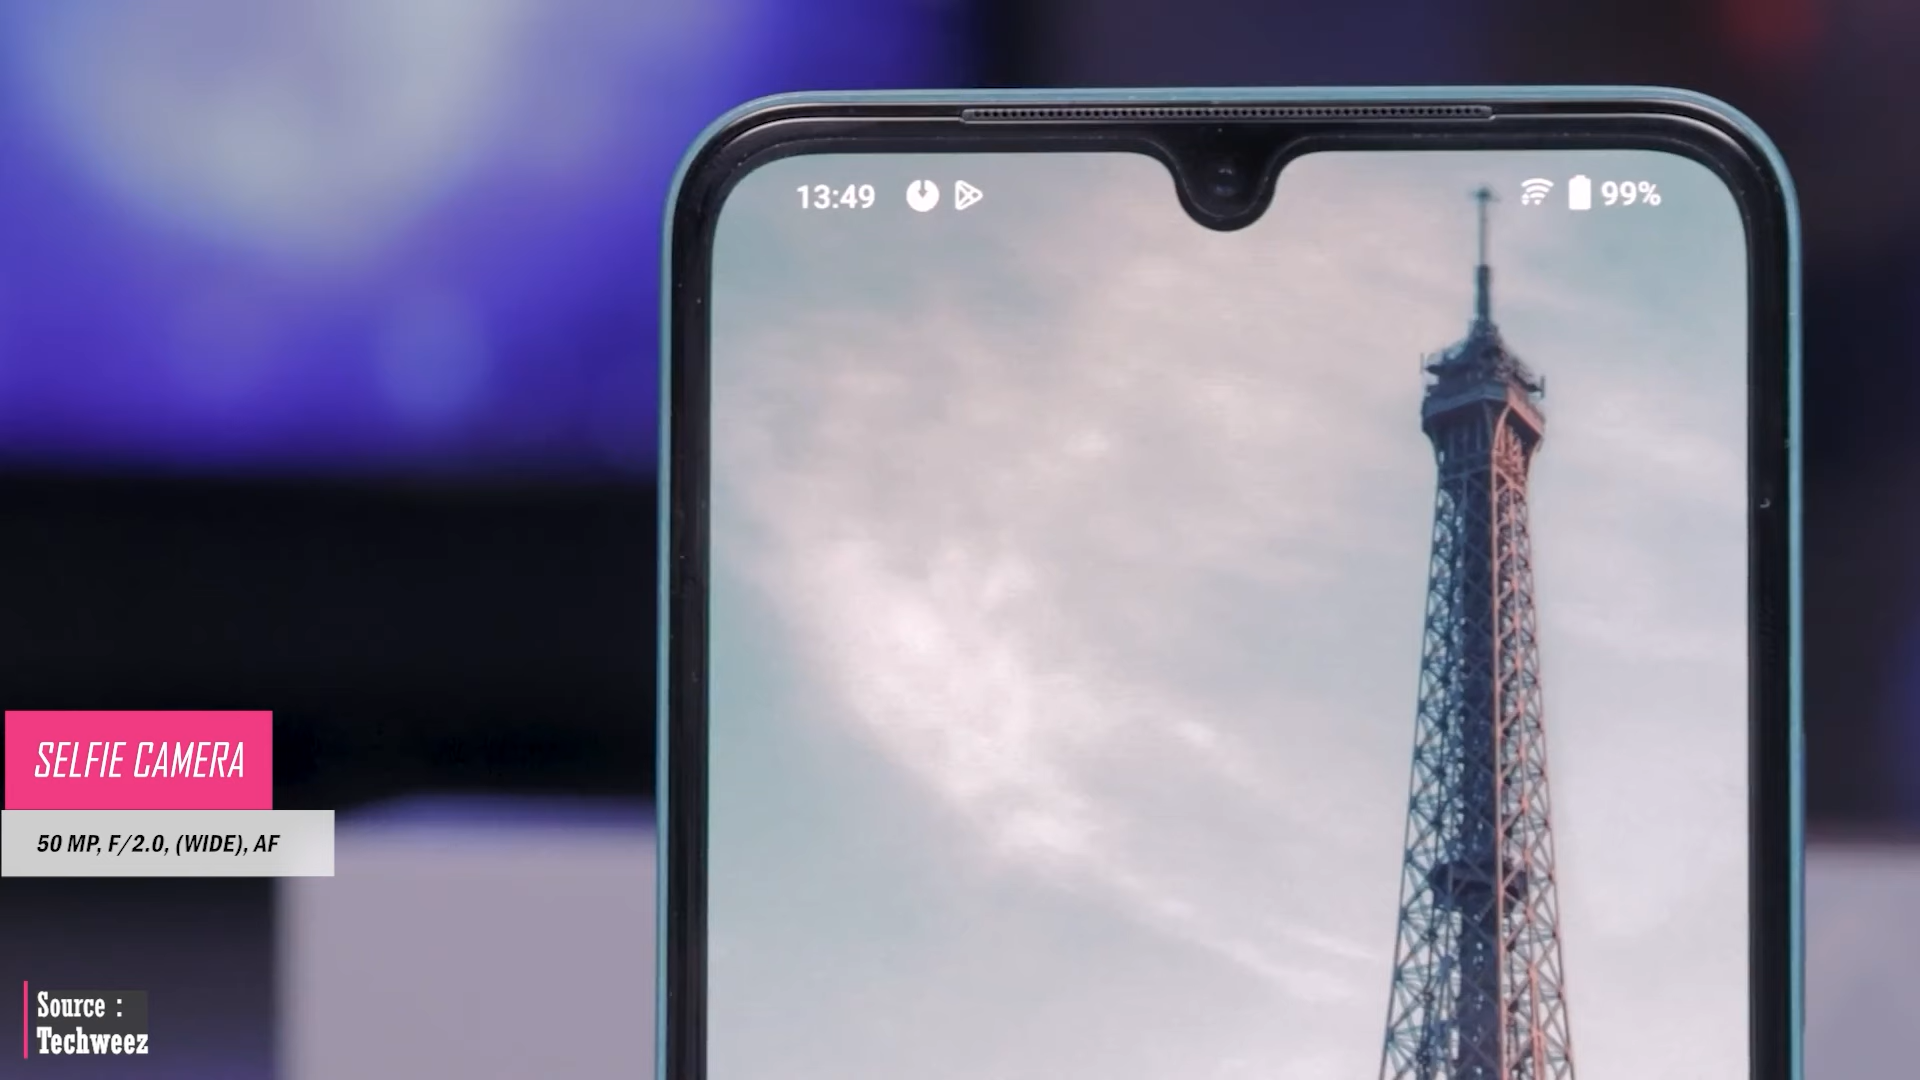 13:49
99%
SELFIE CAMERA
50 MP, F/2.0, (WIDE), AF
Source :
Techweez